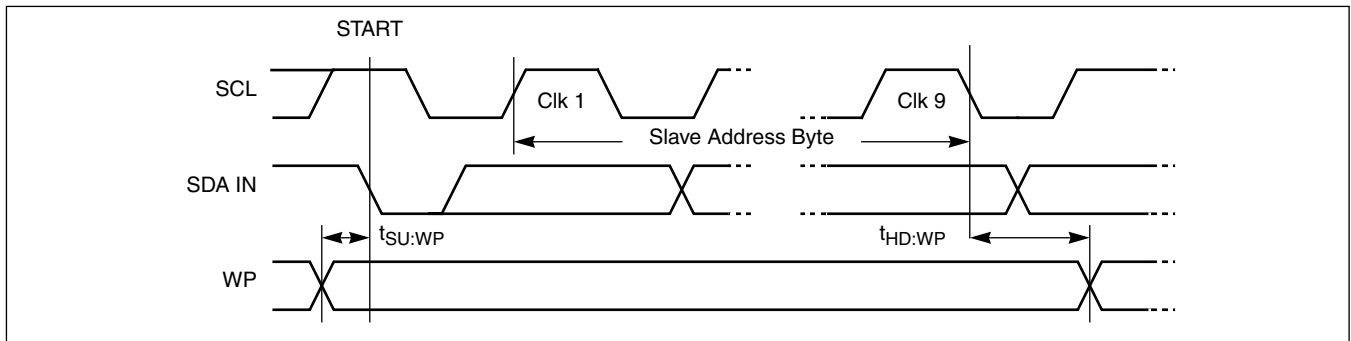 START
SCL
Clk 1
Clk 9
Slave Address Byte
SDA IN
tSU:WP
tHD:WP
WP